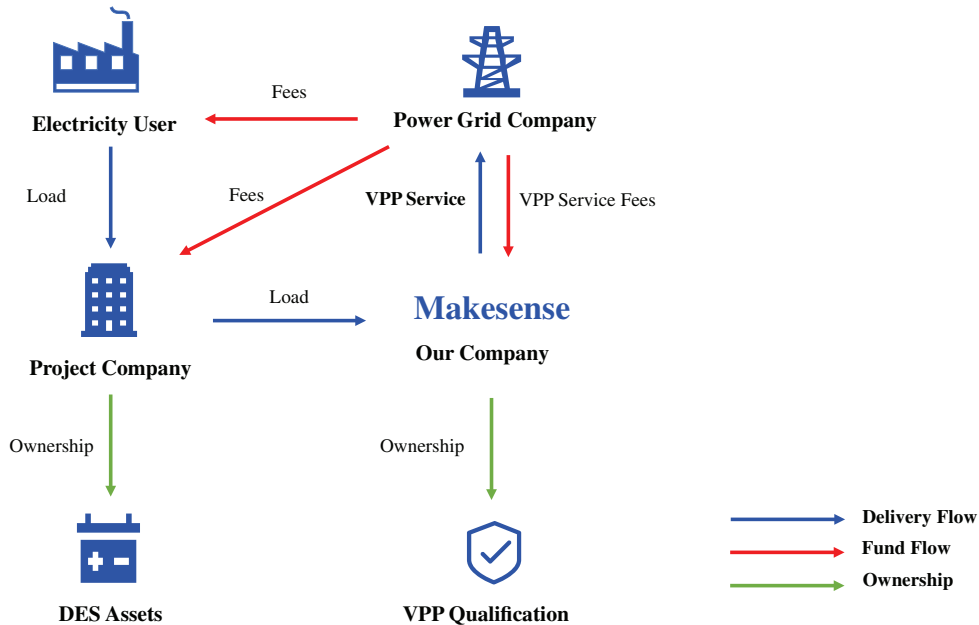 Fees
Electricity User
Power Grid Company
Load
Fees
VPP Service
VPP Service Fees
Load
Makesense
Our Company
Project Company
Ownership
Ownership
Delivery Flow
Fund Flow
Ownership
DES Assets
VPP Qualification